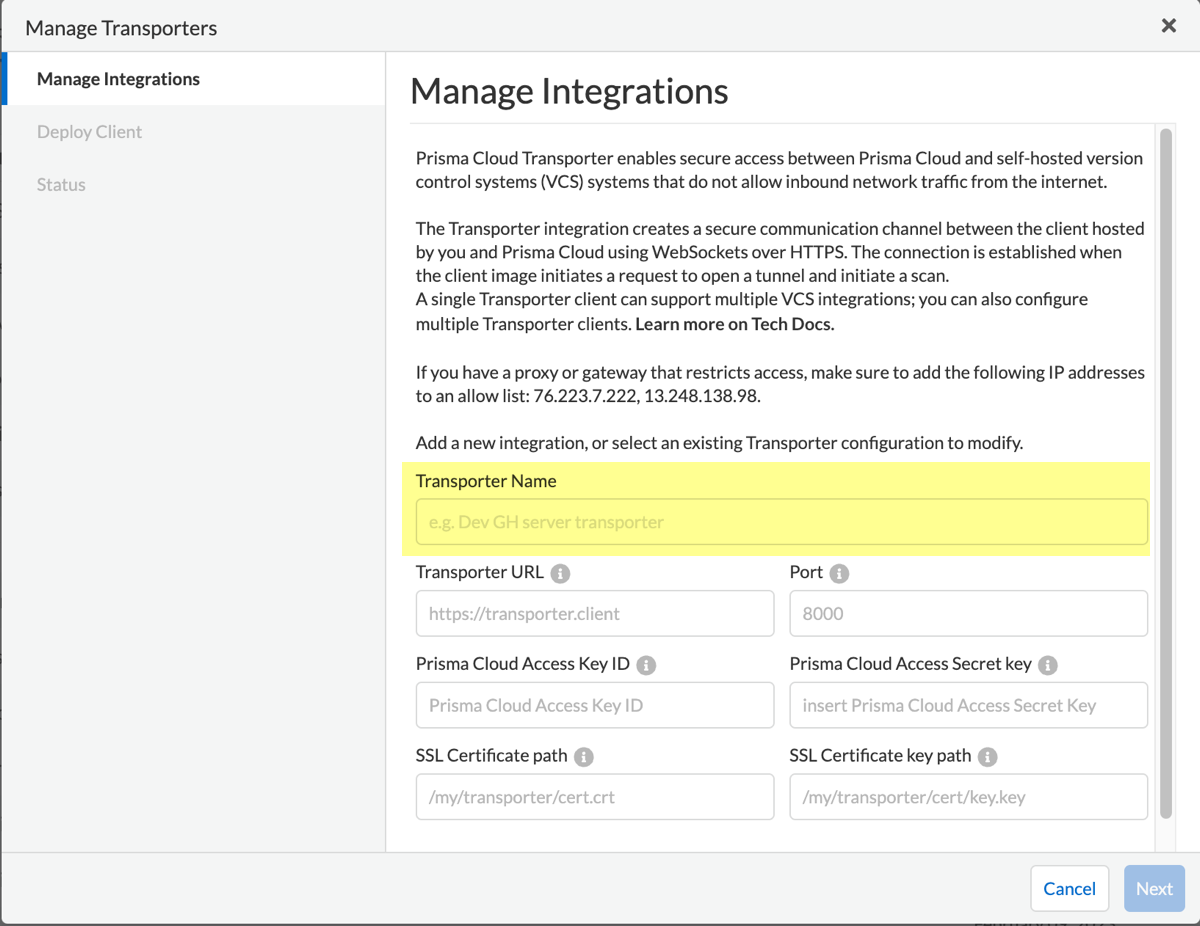 Manage Transporters
Manage Integrations
Deploy Client
Status
Manage Integrations
Prisma Cloud Transporter enables secure access between Prisma Cloud and self-hosted version
control systems (VCS) systems that do not allow inbound network traffic from the internet.
The Transporter integration creates a secure communication channel between the client hosted
by you and Prisma Cloud using WebSockets over HTTPS. The connection is established when
the client image initiates a request to open a tunnel and initiate a scan.
A single Transporter client can support multiple VCS integrations; you can also configure
multiple Transporter clients. Learn more on Tech Docs.
If you have a proxy or gateway that restricts access, make sure to add the following IP addresses
to an allow list: 76.223.7.222, 13.248.138.98.
Add a new integration, or select an existing Transporter configuration to modify.
Transporter Name
e.g. Dev GH server transporter
Transporter URL
Port
https://transporter.client
8000
Prisma Cloud Access Key ID
Prisma Cloud Access Secret key
Prisma Cloud Access Key ID
insert Prisma Cloud Access Secret Key
SSL Certificate path
SSL Certificate key path
/my/transporter/cert.crt
/my/transporter/cert/key.key
Cancel
Next